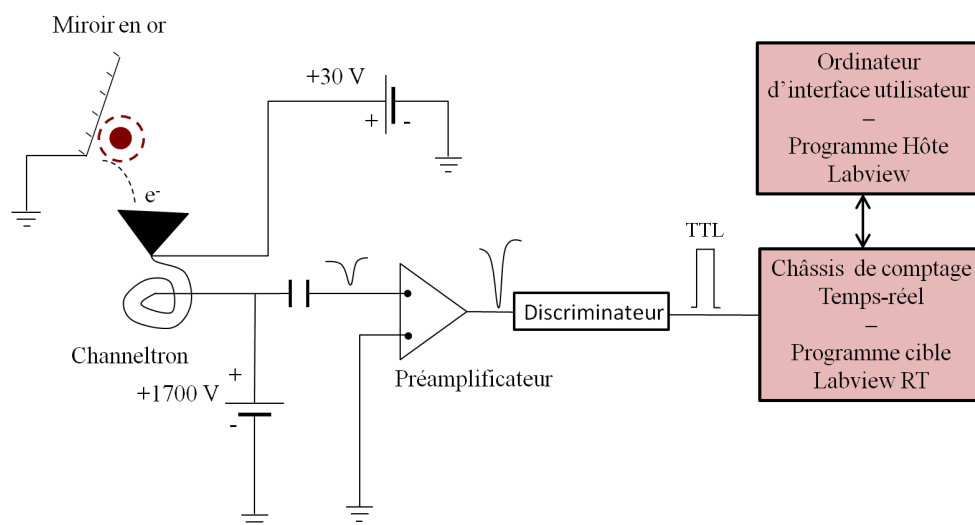 Miroir en or
+30 V
+ -
e-
Channeltron
+1700 V
+
-
Préamplificateur
Discriminateur
TTL
Ordinateur
d’interface utilisateur
–
Programme Hôte
Labview
Châssis de comptage
Temps-réel
–
Programme cible
Labview RT